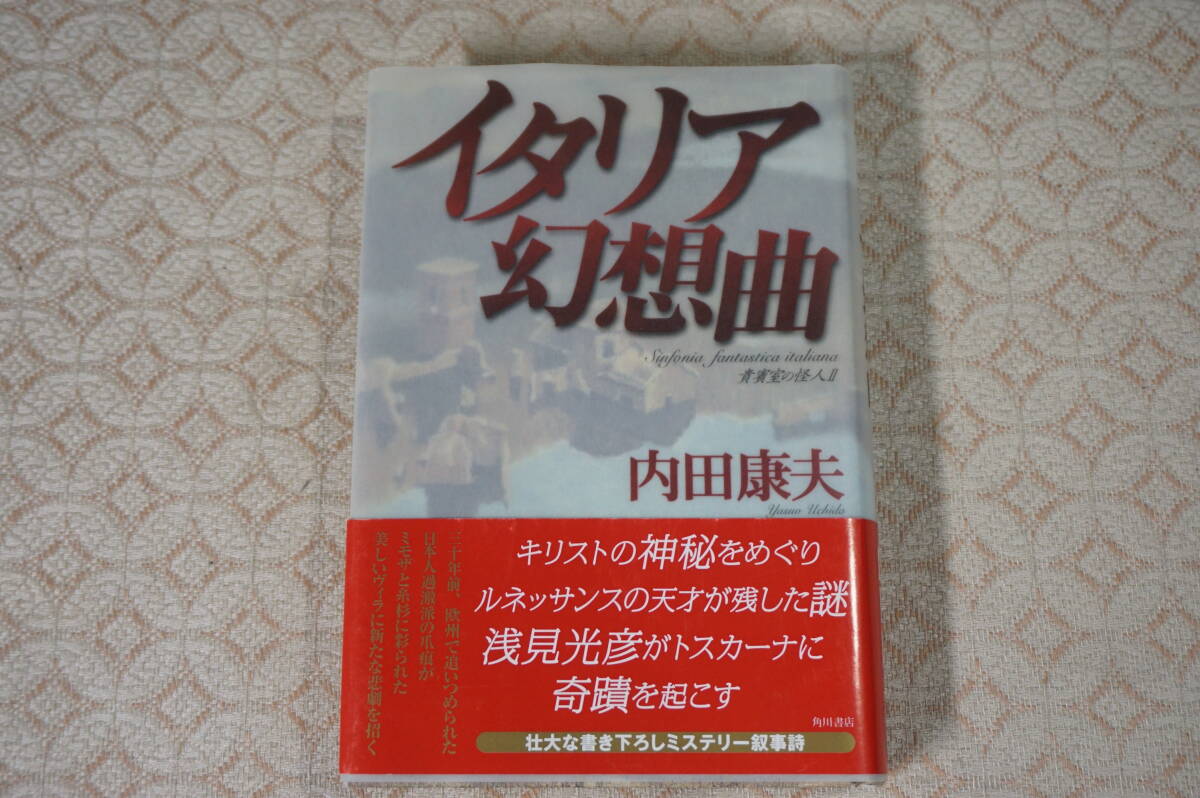 イタリア
幻想曲
Sinfonia fantastica italiana
貴賓室の怪人II
内田康夫
Yasuo Uchida
キリストの神秘をめぐり
ルネッサンスの天才が残した謎
浅見光彦がトスカーナに
奇蹟を起こす
三十年前、欧州で追いつめられた
日本人過激派の爪痕が
ミモザと糸杉に彩られた
美しいヴィラに新たな悲劇を招く
角川書店
壮大な書き下ろしミステリー叙事詩